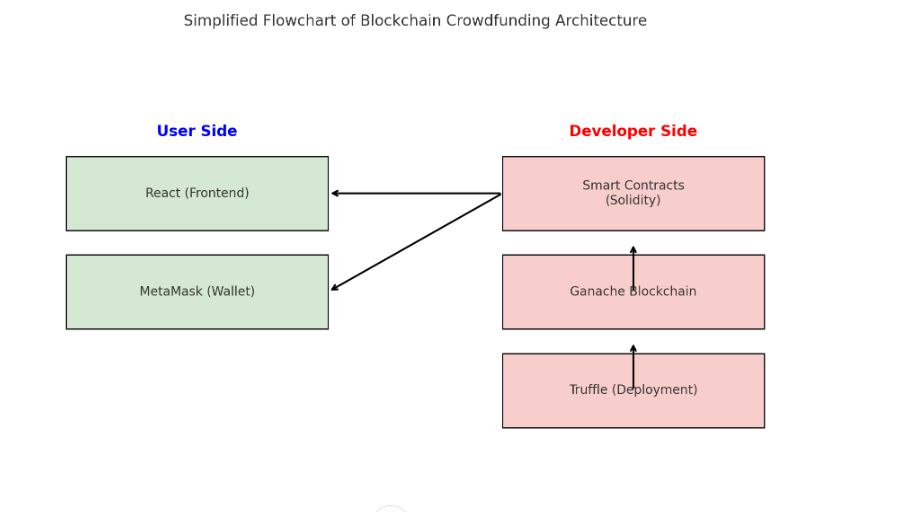 Simplified Flowchart of Blockchain Crowdfunding Architecture
User Side
React (Frontend)
MetaMask (Wallet)
Developer Side
Smart Contracts
(Solidity)
Ganache Blockchain
Truffle (Deployment)